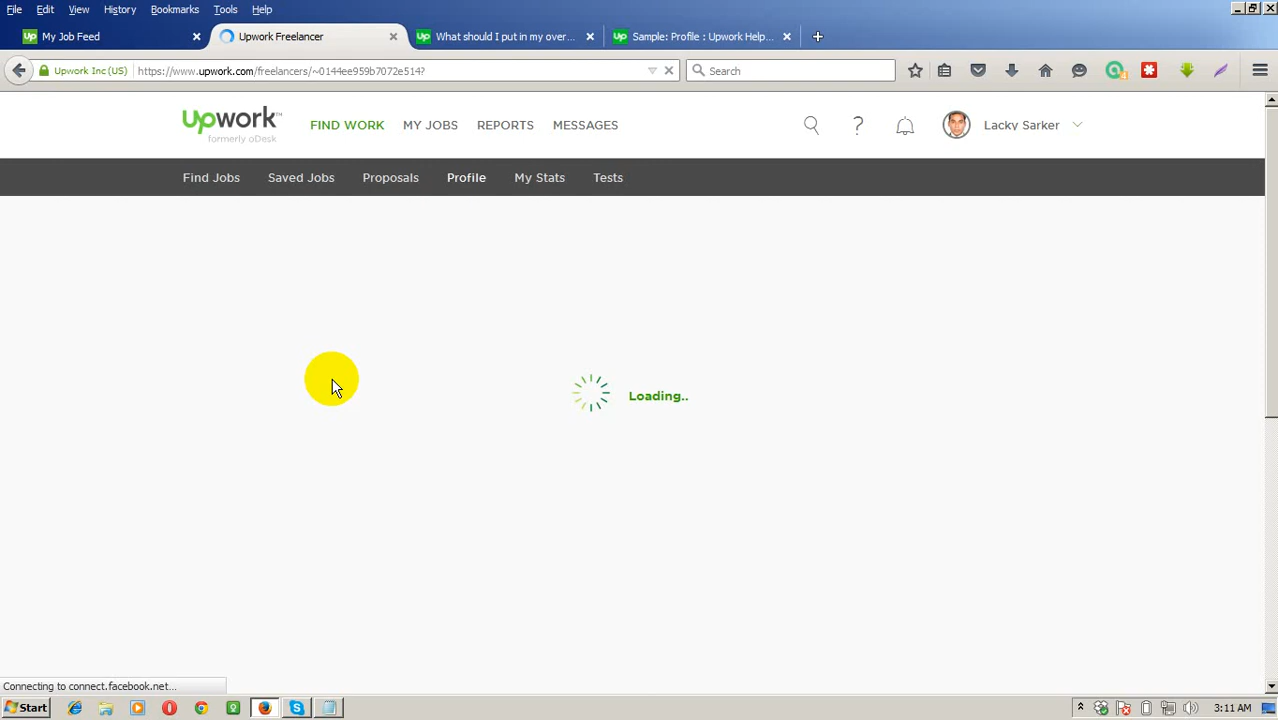 File Edit View History Bookmarks Tools Help
My Job Feed
Upwork Freelancer
What should I put in my over...
Sample: Profile : Upwork Help...
Upwork Inc (US)
https://www.upwork.com/freelancers/~0144ee959b7072e514?
Search
Upwork™
formerly oDesk
FIND WORK MY JOBS REPORTS MESSAGES
Lacky Sarker
Find Jobs Saved Jobs Proposals Profile My Stats Tests
Loading..
Connecting to connect.facebook.net...
Start
3:11 AM